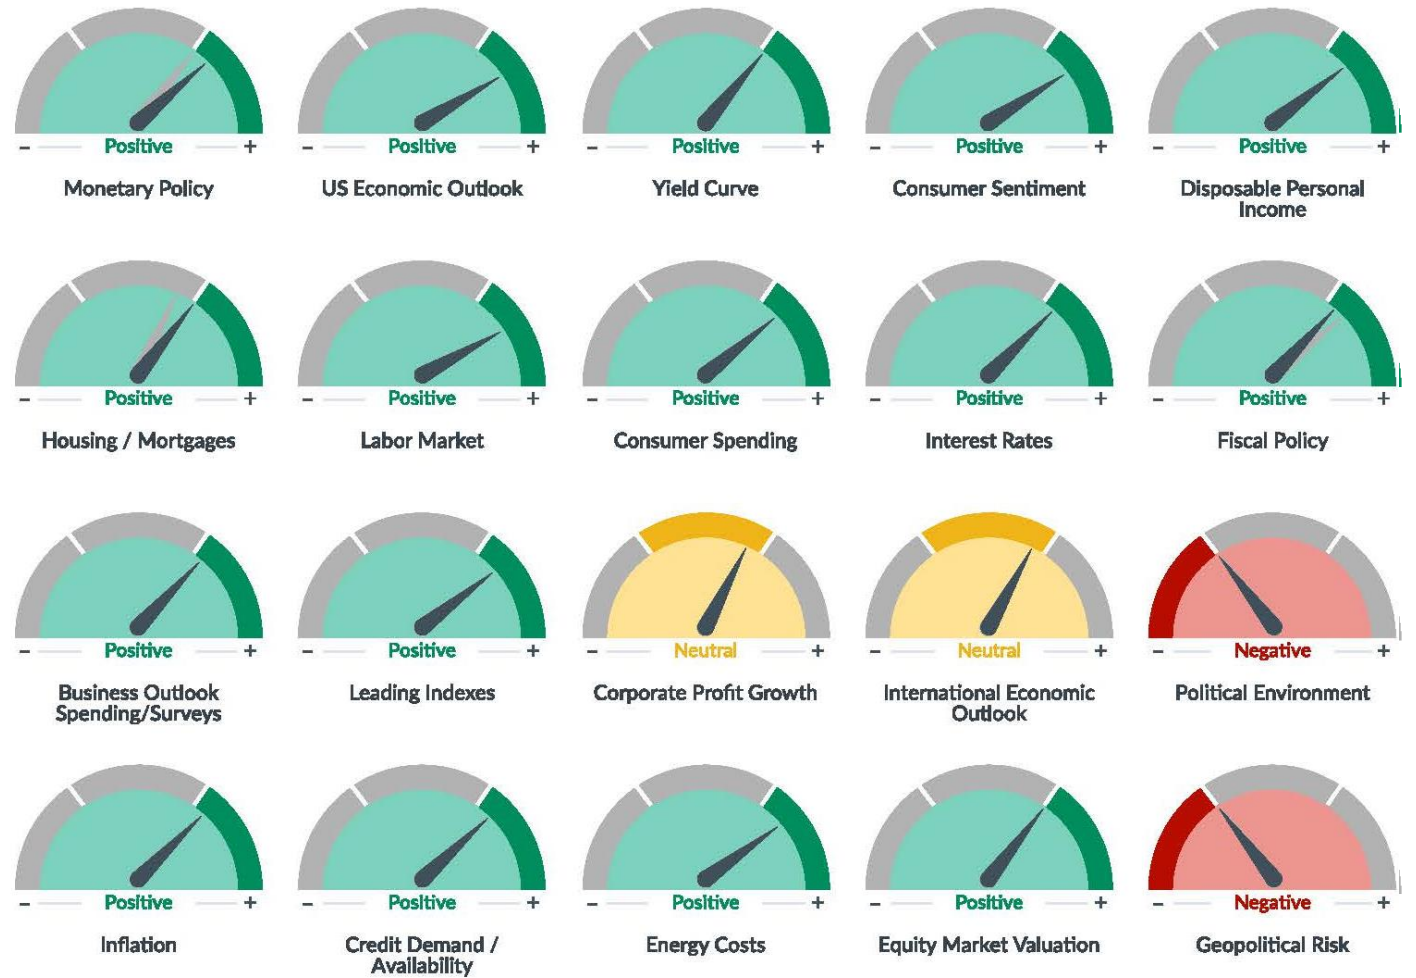 - Positive +
- Positive +
- Positive +
- Positive +
- Positive +
Monetary Policy
US Economic Outlook
Yield Curve
Consumer Sentiment
Disposable Personal
Income
- Positive +
- Positive +
- Positive +
- Positive +
- Positive +
Housing / Mortgages
Labor Market
Consumer Spending
Interest Rates
Fiscal Policy
- Positive +
- Positive +
- Neutral +
- Neutral +
- Negative +
Business Outlook
Spending/Surveys
Leading Indexes
Corporate Profit Growth
International Economic
Outlook
Political Environment
- Positive +
- Positive +
- Positive +
- Positive +
- Negative +
Inflation
Credit Demand /
Availability
Energy Costs
Equity Market Valuation
Geopolitical Risk